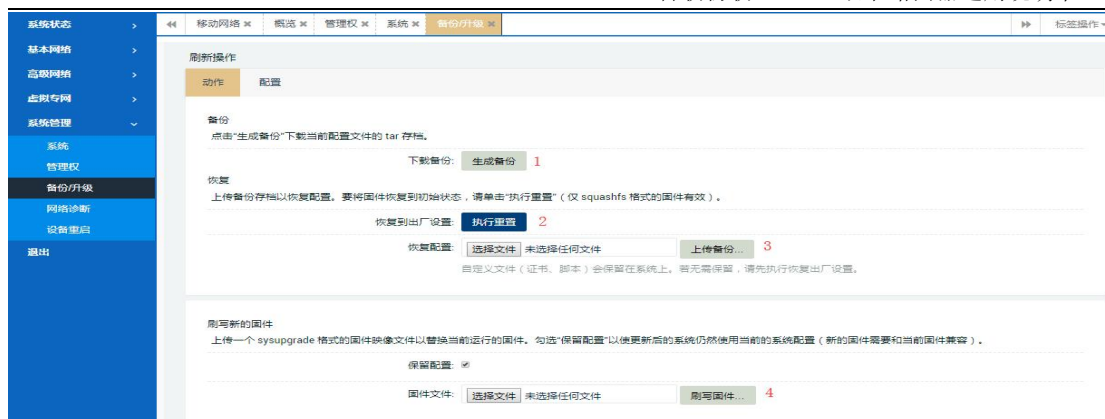 系统状态
基本网络
高级网络
虚拟专网
系统管理
系统
管理权
备份/升级
网络诊断
设备重启
退出
移动网络 × 概览 × 管理权 × 系统 × 备份/升级 ×
标签操作
刷新操作
动作 配置
备份
点击“生成备份”下载当前配置文件的 tar 存档。
下载备份: 生成备份 1
恢复
上传备份存档以恢复配置。要将固件恢复到初始状态，请单击“执行重置”（仅 squashfs 格式的固件有效）。
恢复到出厂设置: 执行重置 2
恢复配置: 选择文件 未选择任何文件 上传备份... 3
自定义文件（证书、脚本）会保留在系统上。若无需保留，请先执行恢复出厂设置。
刷写新的固件
上传一个 sysupgrade 格式的固件映像文件以替换当前运行的固件。勾选“保留配置”以使更新后的系统仍然使用当前的系统配置（新的固件需要和当前固件兼容）。
保留配置:
固件文件: 选择文件 未选择任何文件 刷写固件... 4